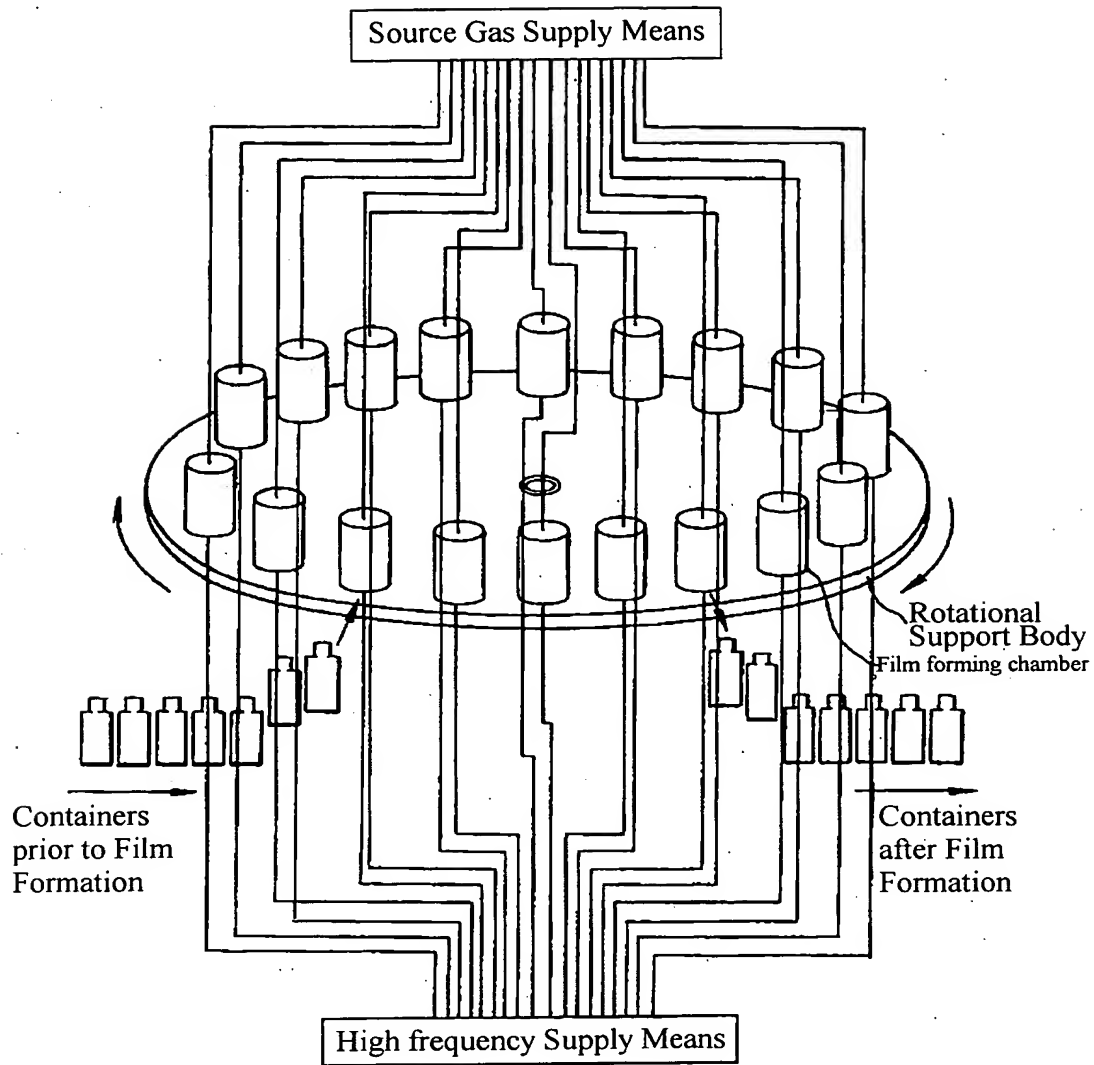 Source Gas Supply Means
Rotational
Support Body
Film forming chamber
Containers
prior to Film
Formation
Containers
after Film
Formation
High frequency Supply Means